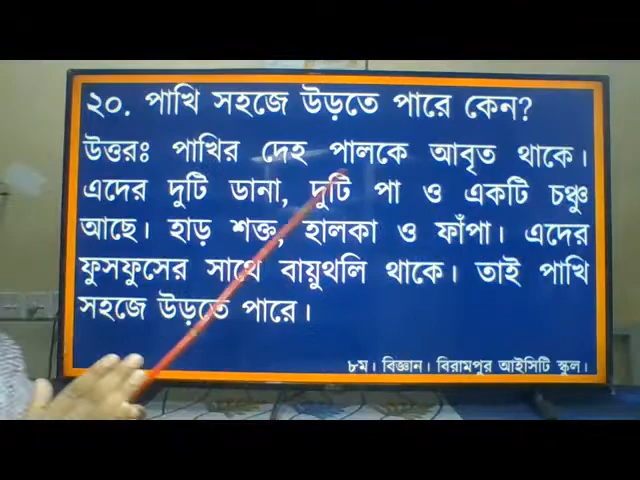 ২০. পাখি সহজে উড়তে পারে কেন?
উত্তরঃ পাখির দেহ পালকে আবৃত থাকে।
এদের দুটি ডানা, দুটি পা ও একটি চঞ্চু
আছে। হাড় শক্ত, হালকা ও ফাঁপা। এদের
ফুসফুসের সাথে বায়ুথলি থাকে। তাই পাখি
সহজে উড়তে পারে।
৮ম। বিজ্ঞান। বিরামপুর আইসিটি স্কুল।